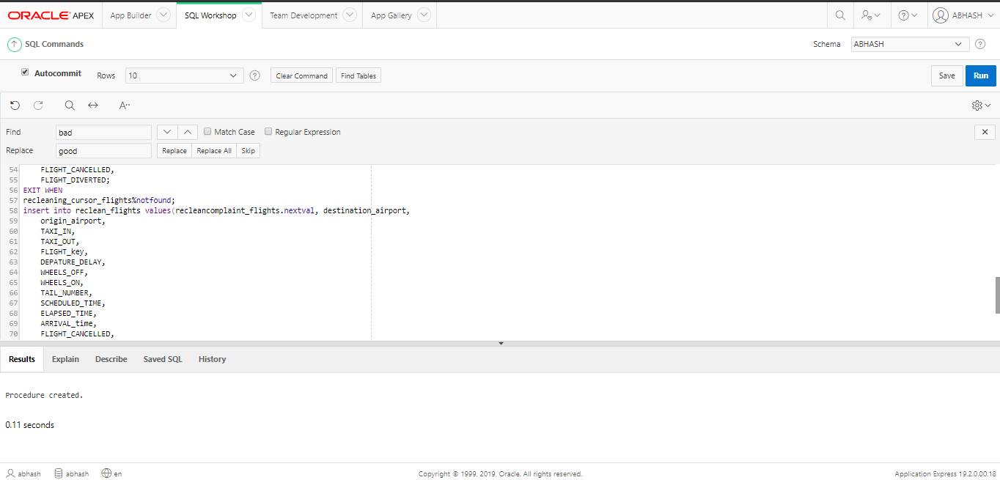 ORACLE APEX App Builder SQL Workshop Team Development App Gallery ABHASH
SQL Commands Schema ABHASH
Autocommit Rows 10 Clear Command Find Tables Save Run
A··
Find bad Match Case Regular Expression
Replace good Replace Replace All Skip
54 FLIGHT_CANCELLED,
55 FLIGHT_DIVERTED;
56 EXIT WHEN
57 recleaning_cursor_flights%notfound;
58 insert into reclean_flights values(recleancomplaint_flights.nextval, destination_airport,
59 origin_airport,
60 TAXI_IN,
61 TAXI_OUT,
62 FLIGHT_key,
63 DEPATURE_DELAY,
64 WHEELS_OFF,
65 WHEELS_ON,
66 TAIL_NUMBER,
67 SCHEDULED_TIME,
68 ELAPSED_TIME,
69 ARRIVAL_time,
70 FLIGHT_CANCELLED,
Results Explain Describe Saved SQL History
Procedure created.
0.11 seconds
abhash abhash en Copyright © 1999, 2019, Oracle. All rights reserved. Application Express 19.2.0.00.18